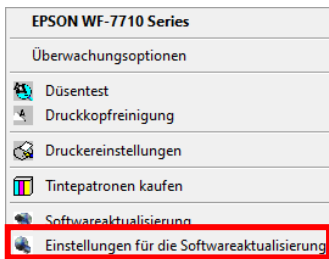 EPSON WF-7710 Series
Überwachungsoptionen
Düsentest
Druckkopfreinigung
Druckereinstellungen
Tintepatronen kaufen
Softwareaktualisierung
Einstellungen für die Softwareaktualisierung